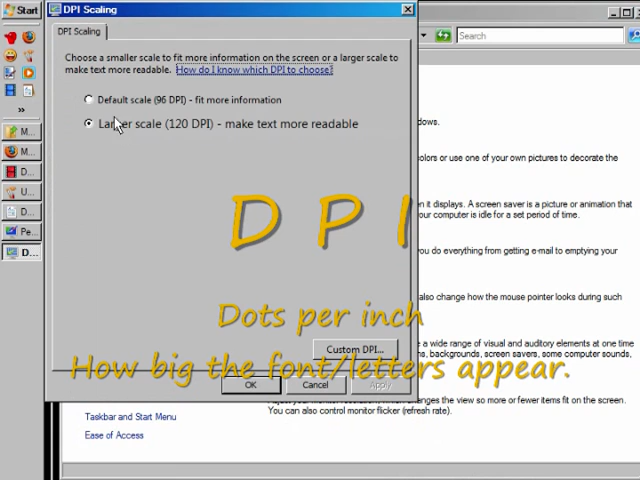 Start
DPI Scaling
DPI Scaling
Search
Choose a smaller scale to fit more information on the screen or a larger scale to
make text more readable. How do I know which DPI to choose?
Default scale (96 DPI) - fit more information
Larger scale (120 DPI) - make text more readable
dows.
colors or use one of your own pictures to decorate the
en it displays. A screen saver is a picture or animation that
your computer is idle for a set period of time.
you do everything from getting e-mail to emptying your
also change how the mouse pointer looks during such
e a wide range of visual and auditory elements at one time
ns, backgrounds, screen savers, some computer sounds,
which changes the view so more or fewer items fit on the screen.
You can also control monitor flicker (refresh rate).
»
M...
M...
D...
U...
D...
Pe...
D...
D P I
Dots per inch
How big the font/letters appear.
Custom DPI...
OK
Cancel
Apply
Taskbar and Start Menu
Ease of Access